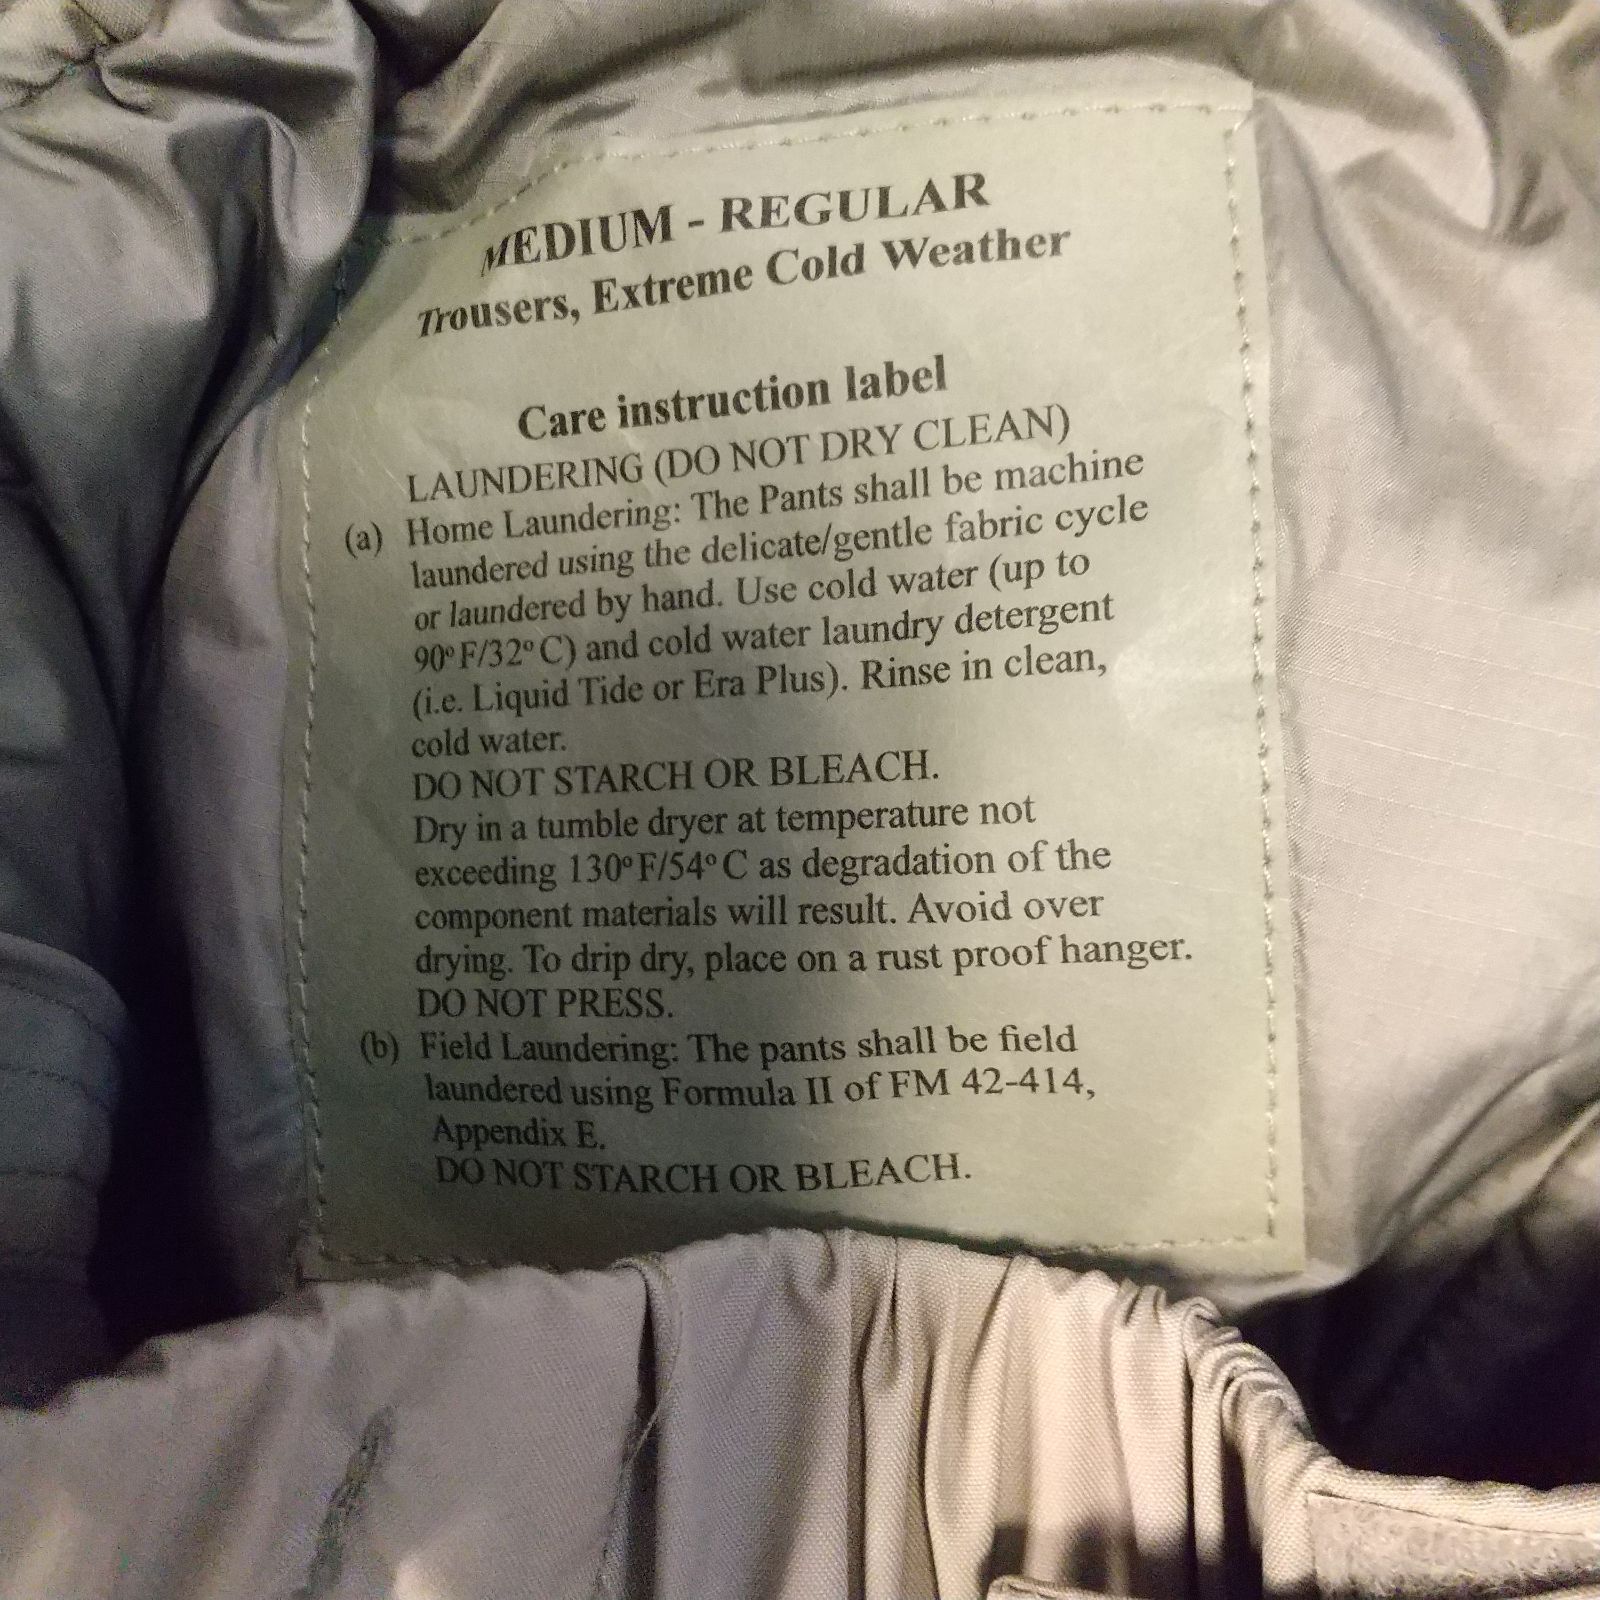 MEDIUM - REGULAR
Trousers, Extreme Cold Weather
Care instruction label
LAUNDERING (DO NOT DRY CLEAN)
(a) Home Laundering: The Pants shall be machine
laundered using the delicate/gentle fabric cycle
or laundered by hand. Use cold water (up to
90°F/32°C) and cold water laundry detergent
(i.e. Liquid Tide or Era Plus). Rinse in clean,
cold water.
DO NOT STARCH OR BLEACH.
Dry in a tumble dryer at temperature not
exceeding 130°F/54°C as degradation of the
component materials will result. Avoid over
drying. To drip dry, place on a rust proof hanger.
DO NOT PRESS.
(b) Field Laundering: The pants shall be field
laundered using Formula II of FM 42-414,
Appendix E.
DO NOT STARCH OR BLEACH.